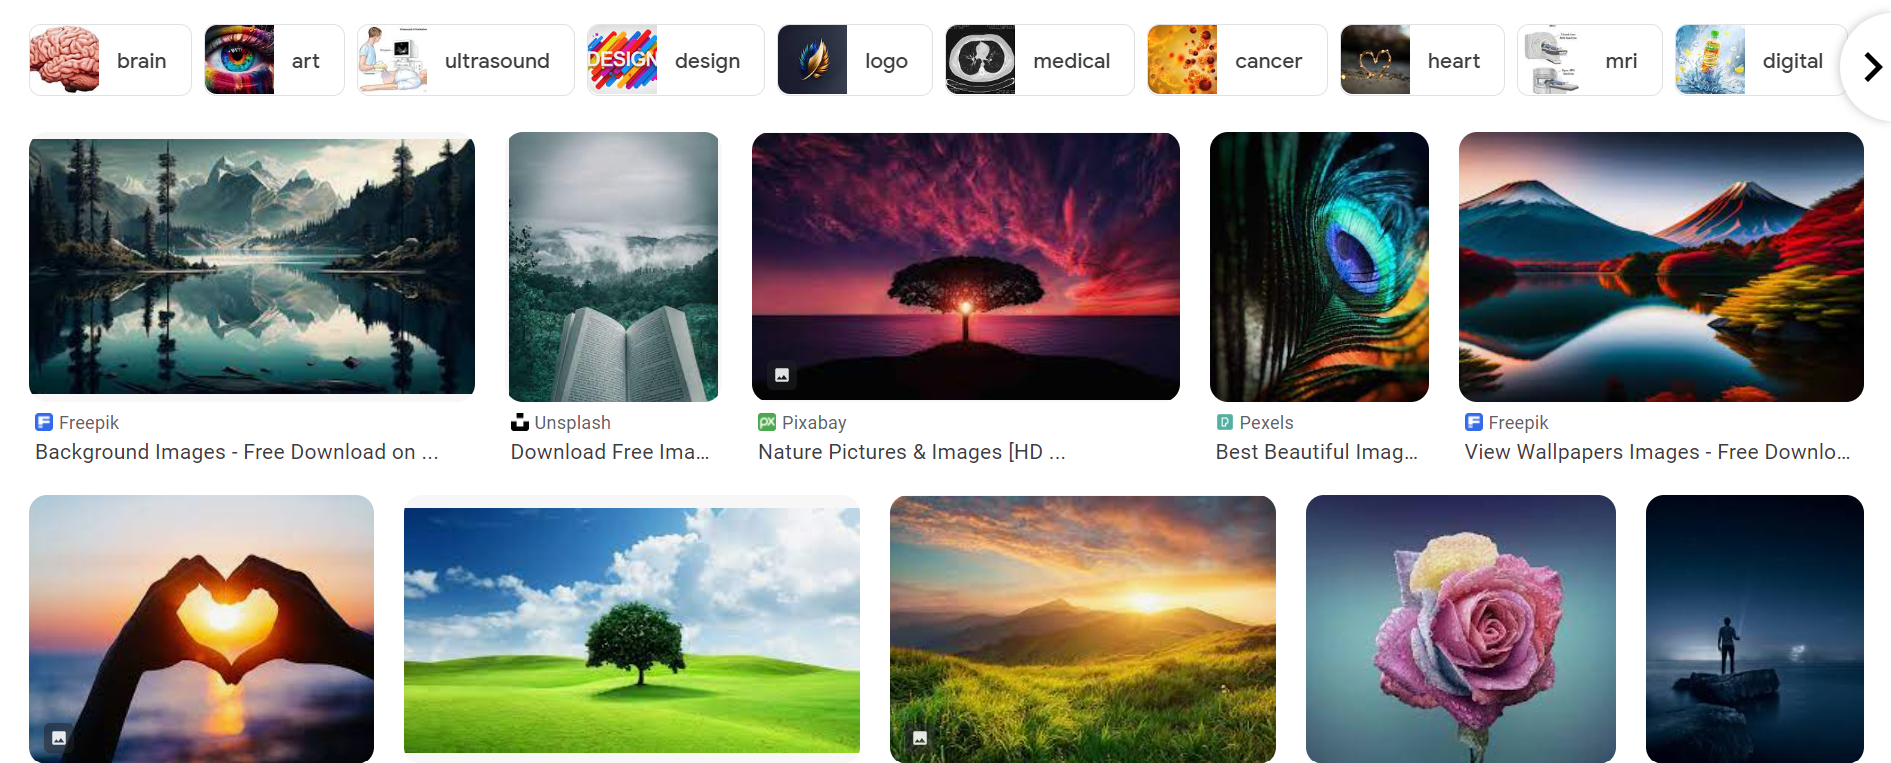 brain
art
ultrasound
DESIGN
design
logo
medical
cancer
heart
mri
digital
Freepik
Background Images - Free Download on ...
Unsplash
Download Free Ima...
px Pixabay
Nature Pictures & Images [HD ...
Pexels
Best Beautiful Imag...
Freepik
View Wallpapers Images - Free Downlo...